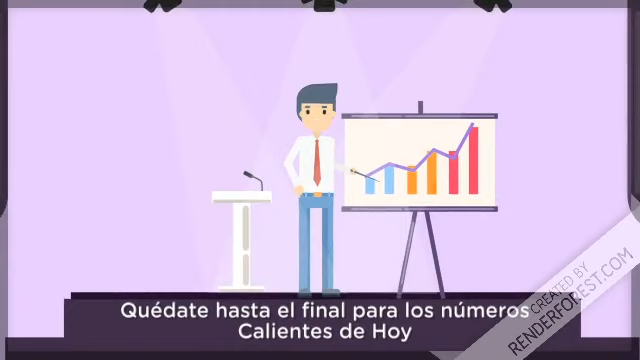 Quédate hasta el final para los números
Calientes de Hoy
CREATED BY
RENDERFOREST.COM